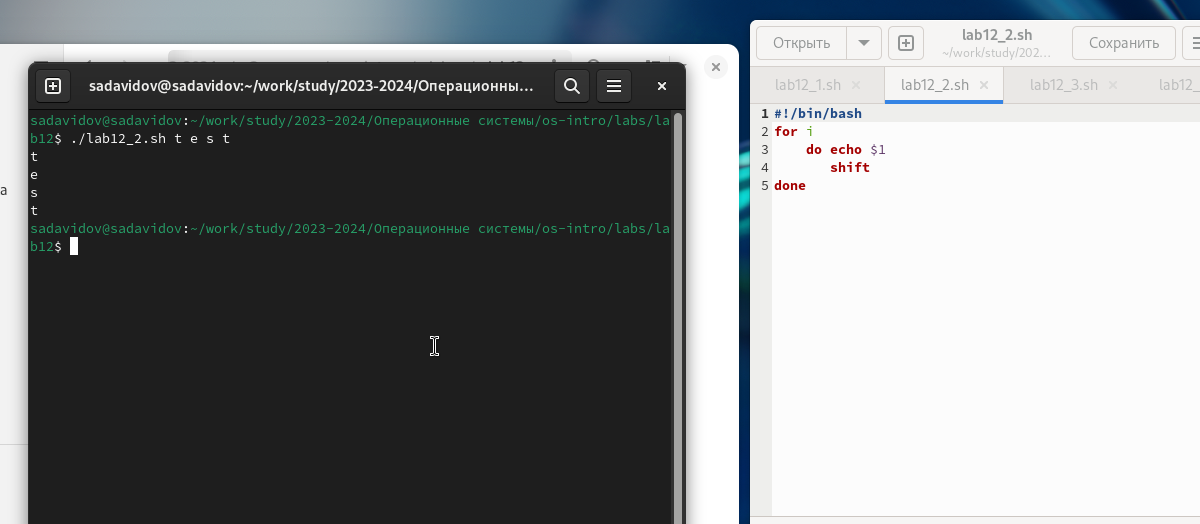 sadavidov@sadavidov:~/work/study/2023-2024/Операционны...
sadavidov@sadavidov:~/work/study/2023-2024/Операционные системы/os-intro/labs/la
b12$ ./lab12_2.sh t e s t
t
e
s
t
sadavidov@sadavidov:~/work/study/2023-2024/Операционные системы/os-intro/labs/la
b12$
а
Открыть
lab12_2.sh
~/work/study/202...
Сохранить
lab12_1.sh
lab12_2.sh
lab12_3.sh
lab12_
1 #!/bin/bash
2 for i
3 do echo $1
4 shift
5 done